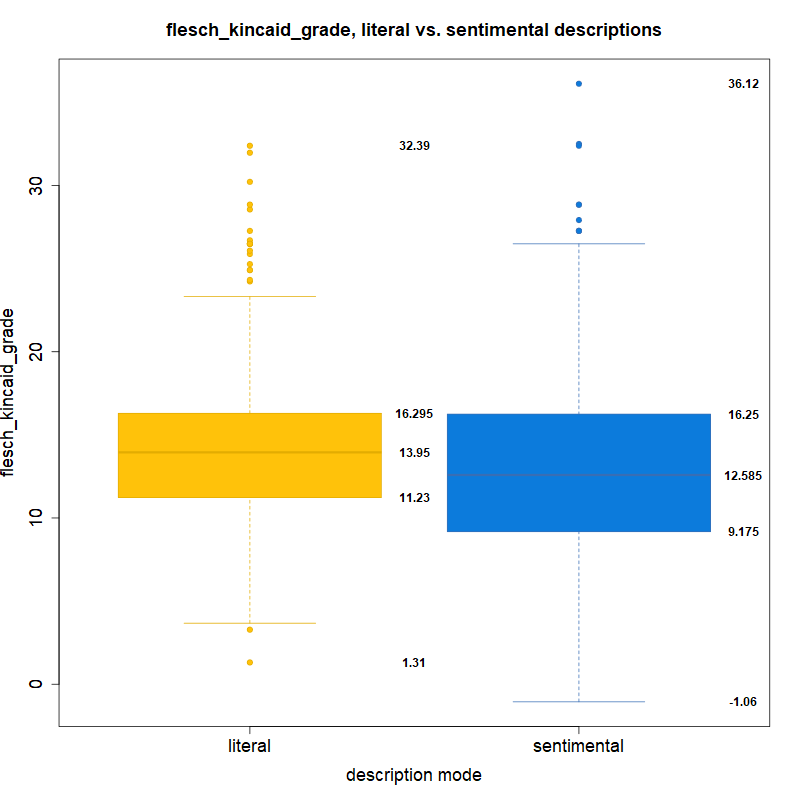 flesch_kincaid_grade, literal vs. sentimental descriptions
36.12
32.39
30
20
flesch_kincaid_grade
16.295
16.25
13.95
12.585
11.23
10
9.175
1.31
0
-1.06
literal
sentimental
description mode